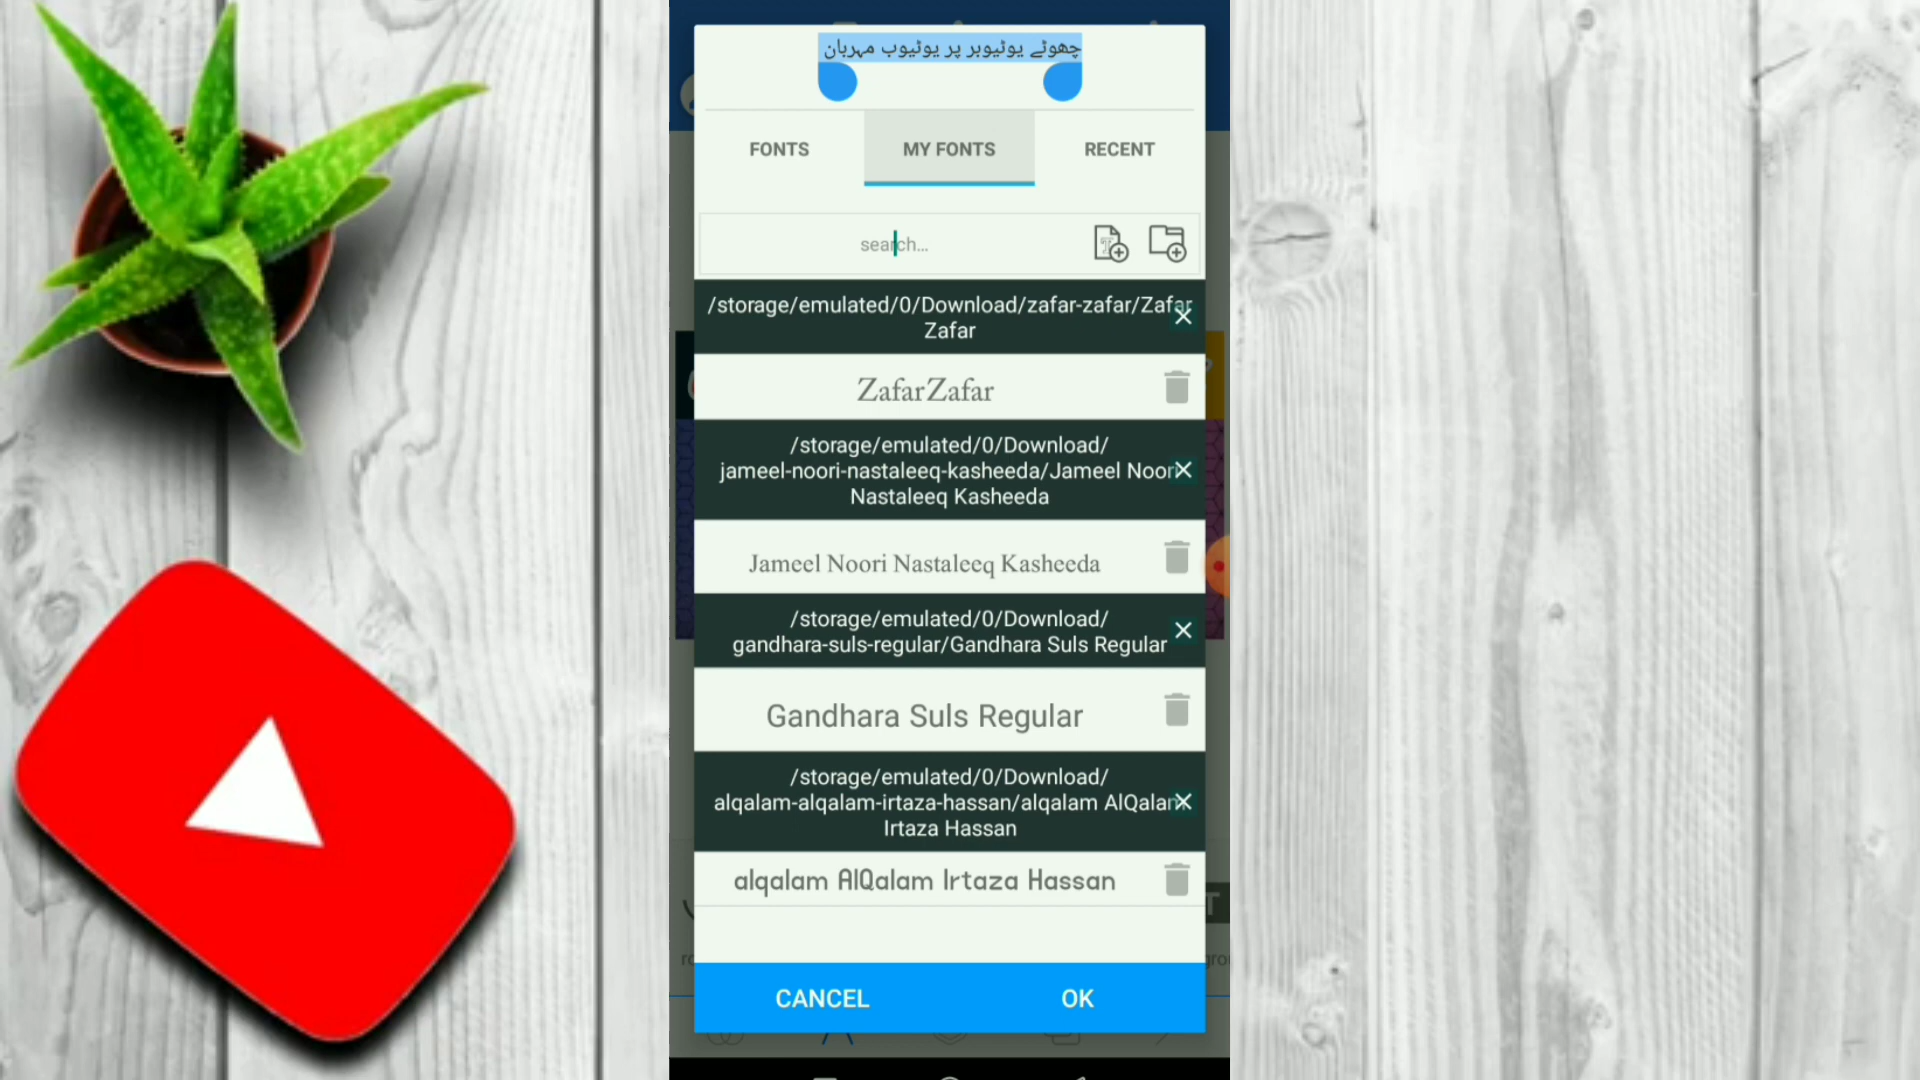 چھوٹے یوٹیوبر پر یوٹیوب مہربان
FONTS
MY FONTS
RECENT
search...
/storage/emulated/0/Download/zafar-zafar/Zafar
Zafar
ZafarZafar
/storage/emulated/0/Download/
jameel-noori-nastaleeq-kasheeda/Jameel Noori
Nastaleeq Kasheeda
Jameel Noori Nastaleeq Kasheeda
/storage/emulated/0/Download/
gandhara-suls-regular/Gandhara Suls Regular
Gandhara Suls Regular
/storage/emulated/0/Download/
alqalam-alqalam-irtaza-hassan/alqalam AlQalam
Irtaza Hassan
alqalam AlQalam Irtaza Hassan
CANCEL
OK